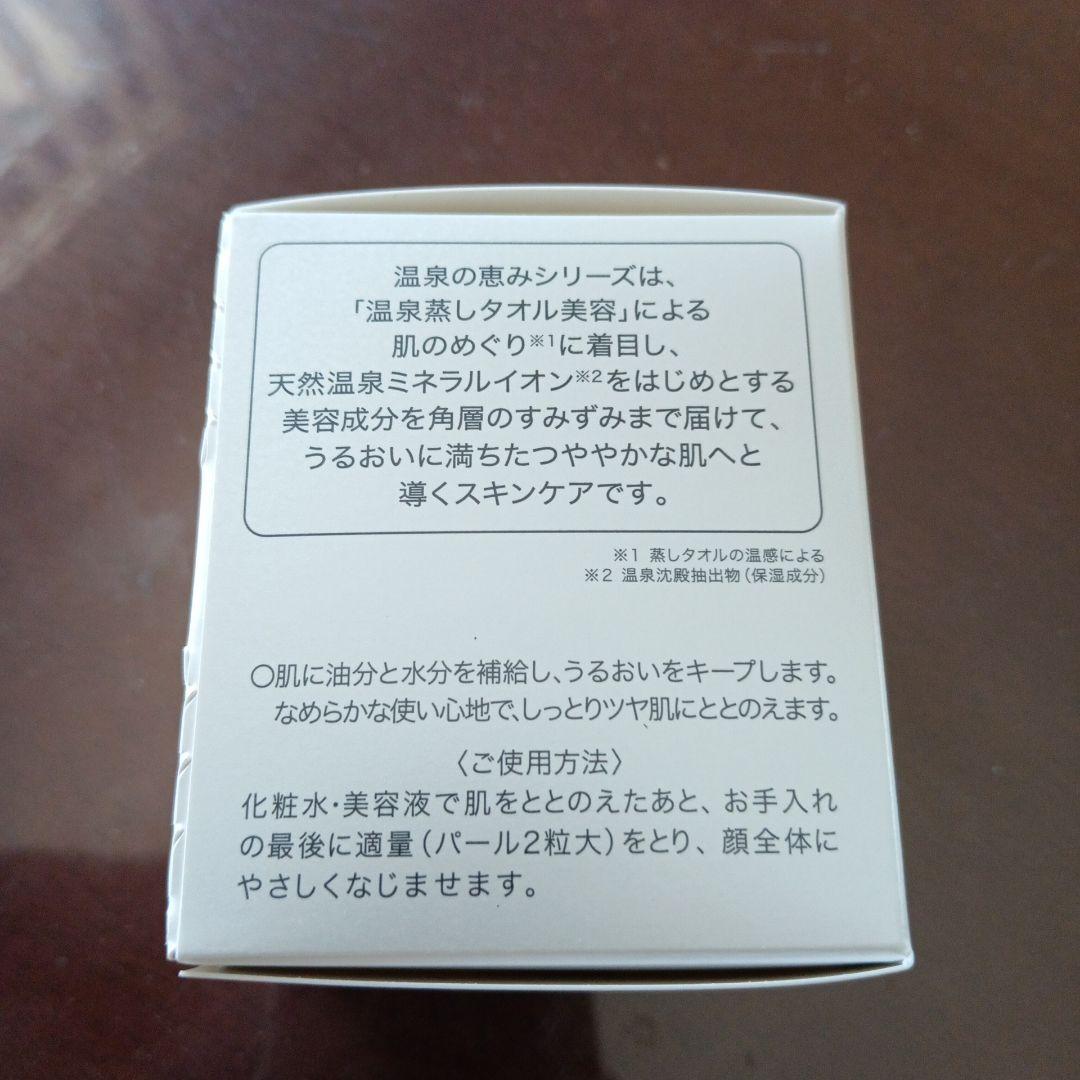 温泉の恵みシリーズは、
「温泉蒸しタオル美容」による
肌のめぐり※1に着目し、
天然温泉ミネラルイオン※2をはじめとする
美容成分を角層のすみずみまで届けて、
うるおいに満ちたつややかな肌へと
導くスキンケアです。
※1 蒸しタオルの温感による
※2 温泉沈殿抽出物(保湿成分)
○肌に油分と水分を補給し、うるおいをキープします。
なめらかな使い心地で、しっとりツヤ肌にととのえます。
〈ご使用方法〉
化粧水・美容液で肌をととのえたあと、お手入れ
の最後に適量(パール2粒大)をとり、顔全体に
やさしくなじませます。